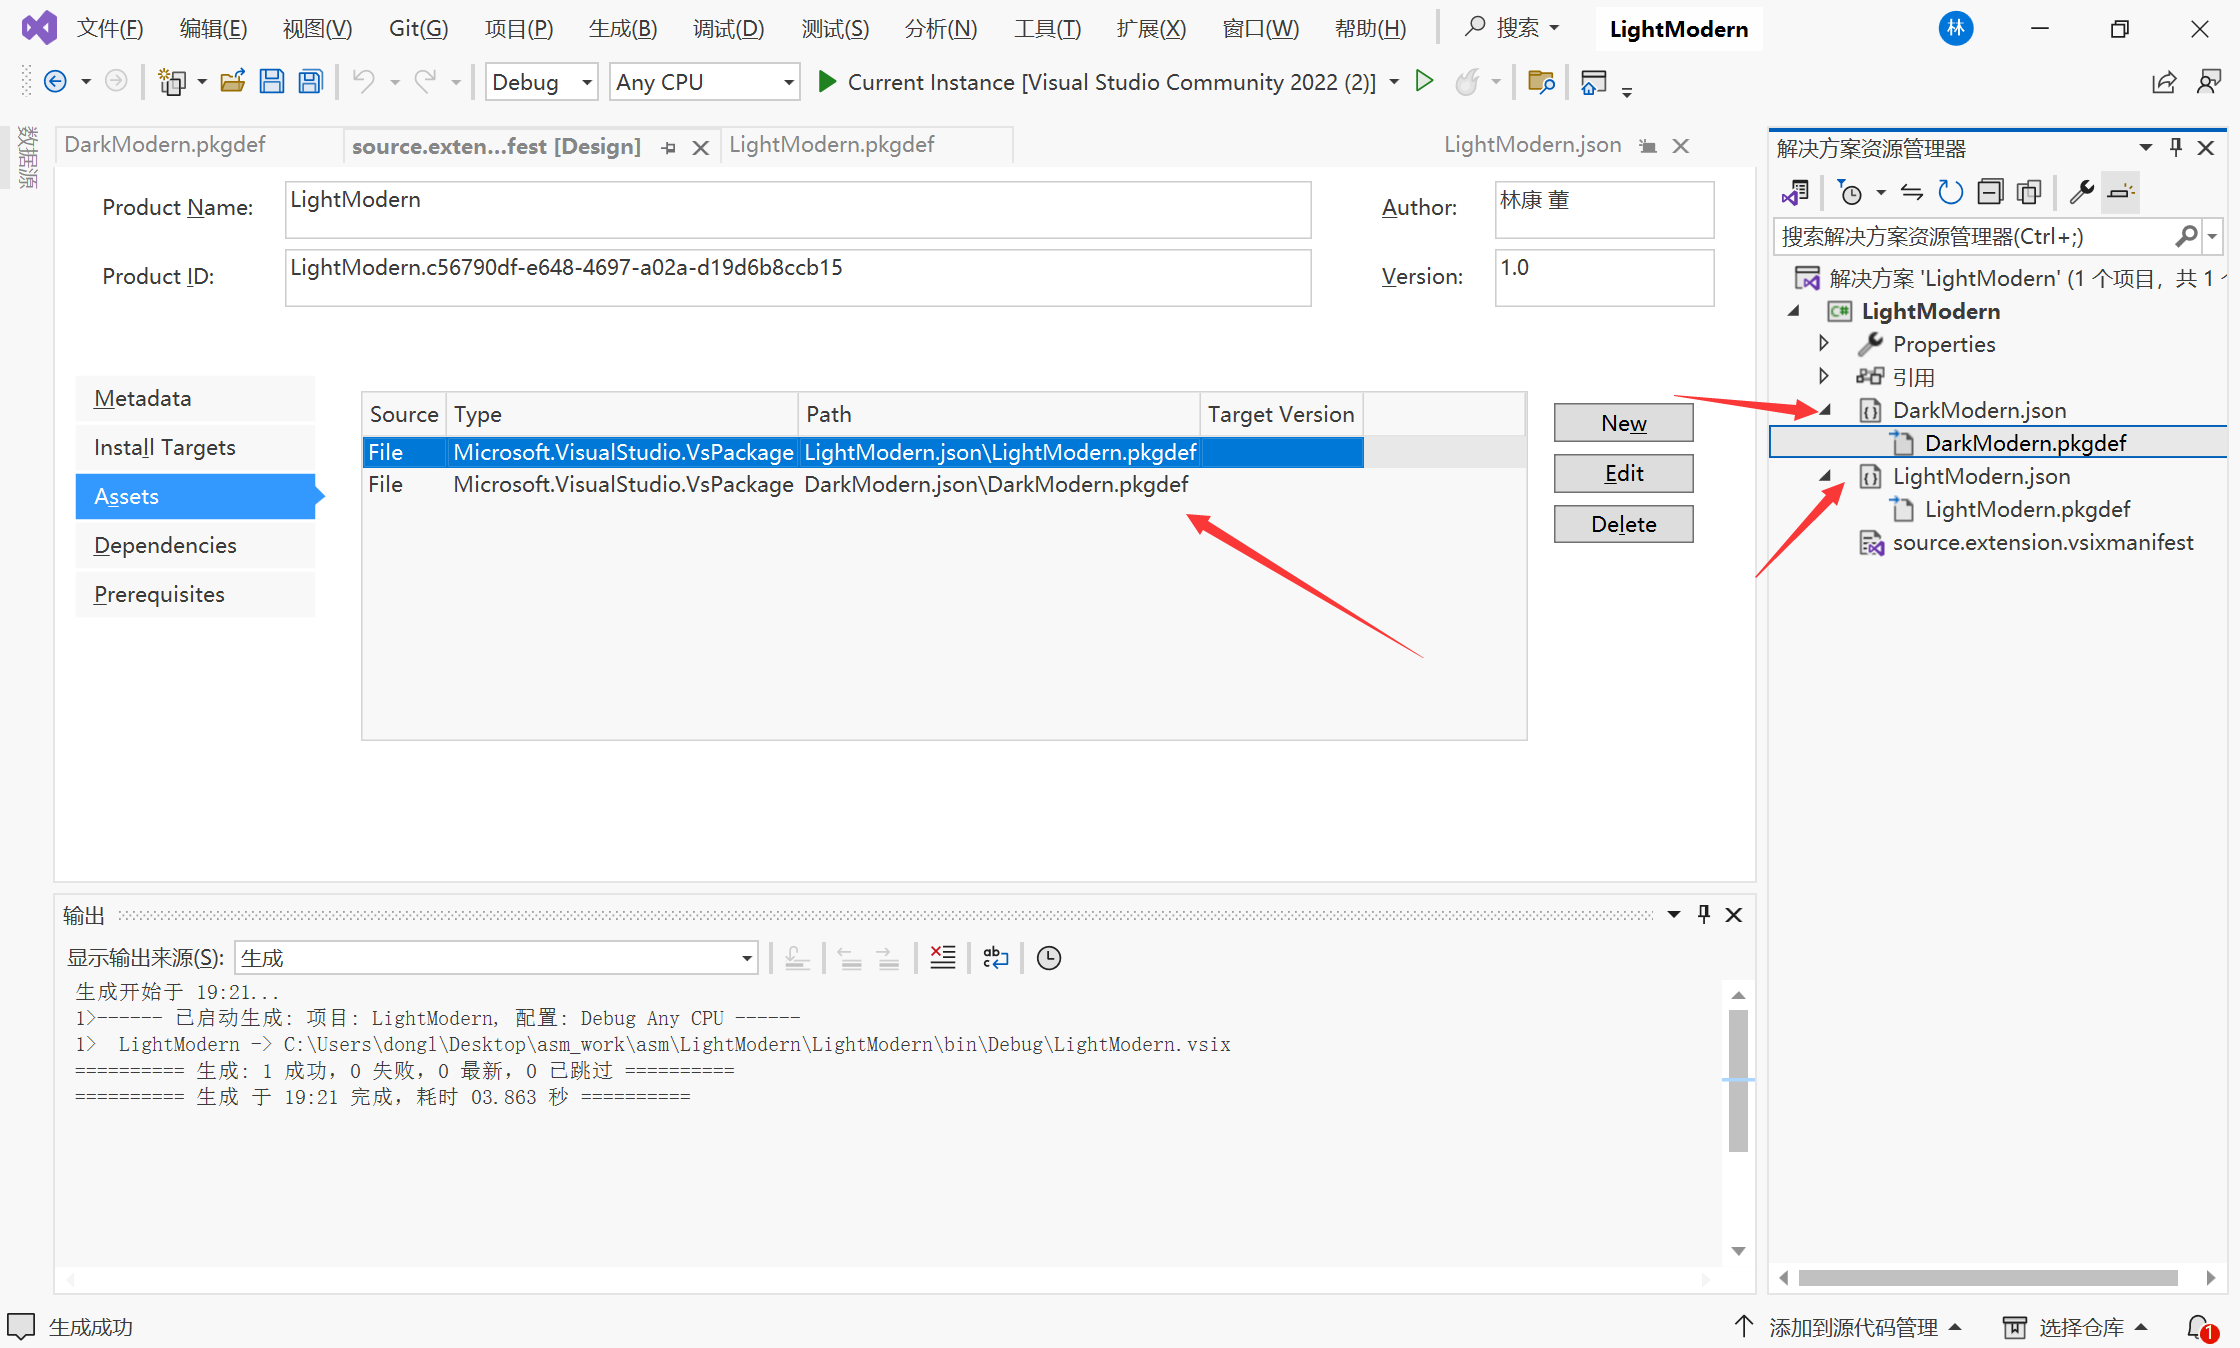 文件(F) 编辑(E) 视图(V) Git(G) 项目(P) 生成(B) 调试(D) 测试(S) 分析(N) 工具(T) 扩展(X) 窗口(W) 帮助(H) 搜索 LightModern 林
Debug Any CPU Current Instance [Visual Studio Community 2022 (2)]
数据源
DarkModern.pkgdef source.exten...fest [Design] LightModern.pkgdef LightModern.json
Product Name: LightModern Author: 林康 董
Product ID: LightModern.c56790df-e648-4697-a02a-d19d6b8ccb15 Version: 1.0
Metadata
Install Targets
Assets
Dependencies
Prerequisites
Source Type Path Target Version
File Microsoft.VisualStudio.VsPackage LightModern.json\LightModern.pkgdef
File Microsoft.VisualStudio.VsPackage DarkModern.json\DarkModern.pkgdef
New
Edit
Delete
解决方案资源管理器
搜索解决方案资源管理器(Ctrl+;)
解决方案 'LightModern' (1 个项目，共 1
C# LightModern
Properties
引用
DarkModern.json
DarkModern.pkgdef
LightModern.json
LightModern.pkgdef
source.extension.vsixmanifest
输出
显示输出来源(S): 生成
生成开始于 19:21...
1>------ 已启动生成: 项目: LightModern, 配置: Debug Any CPU ------
1>  LightModern -> C:\Users\dongl\Desktop\asm_work\asm\LightModern\LightModern\bin\Debug\LightModern.vsix
========== 生成: 1 成功，0 失败，0 最新，0 已跳过 ==========
========== 生成 于 19:21 完成，耗时 03.863 秒 ==========
生成成功 添加到源代码管理 选择仓库 1